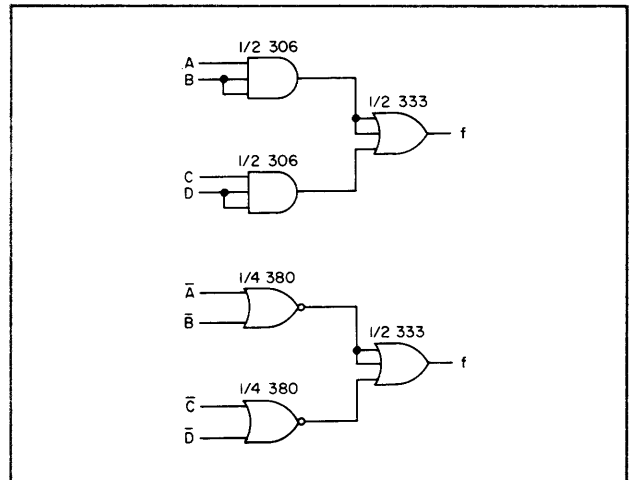 1/2 306
A
B
1/2 333
f
1/2 306
C
D
1/4 380
A̅
B̅
1/2 333
f
1/4 380
C̅
D̅